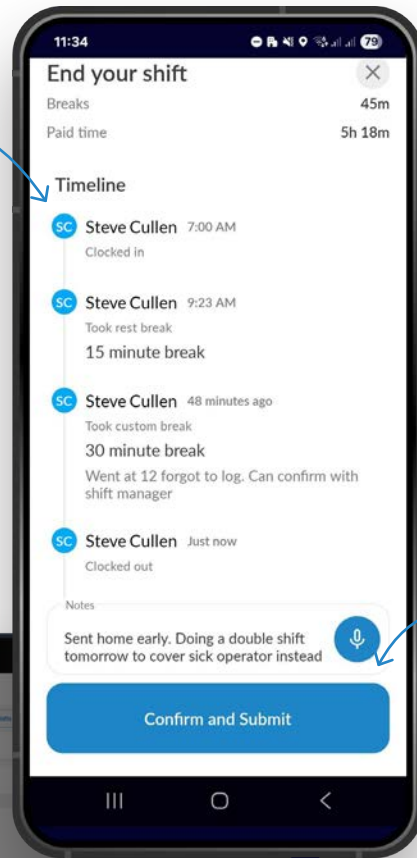 11:34
79
End your shift
Breaks 45m
Paid time 5h 18m
Timeline
SC Steve Cullen 7:00 AM
Clocked in
SC Steve Cullen 9:23 AM
Took rest break
15 minute break
SC Steve Cullen 48 minutes ago
Took custom break
30 minute break
Went at 12 forgot to log. Can confirm with
shift manager
SC Steve Cullen Just now
Clocked out
Notes
Sent home early. Doing a double shift
tomorrow to cover sick operator instead
Confirm and Submit